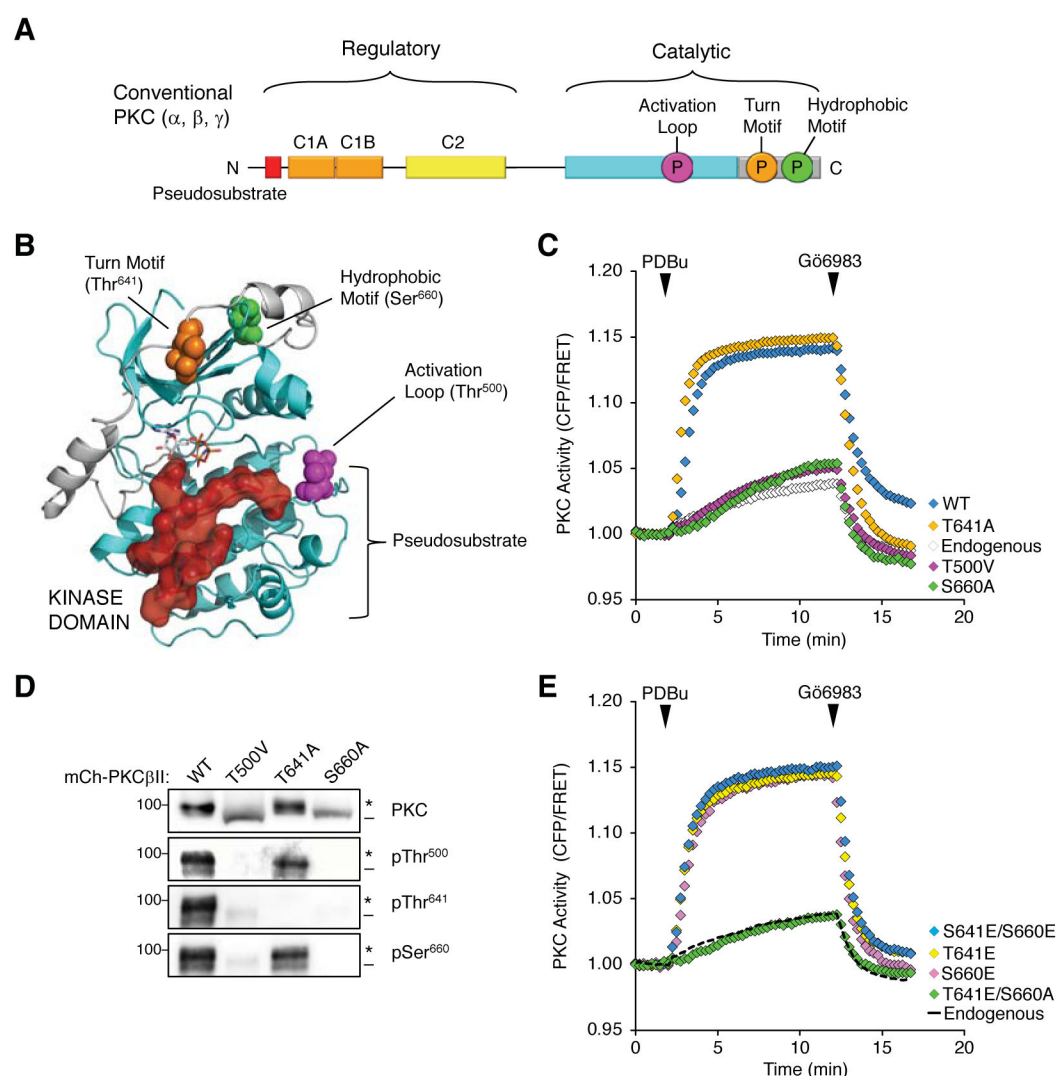 A
Regulatory
Catalytic
Conventional
PKC (α, β, γ)
Activation
Loop
Turn
Motif
Hydrophobic
Motif
C1A
C1B
C2
N
P
P
P
C
Pseudosubstrate
B
Turn Motif
(Thr641)
Hydrophobic
Motif (Ser660)
Activation
Loop (Thr500)
Pseudosubstrate
KINASE
DOMAIN
C
PDBu
Gö6983
1.20
1.15
1.10
1.05
1.00
0.95
PKC Activity (CFP/FRET)
WT
T641A
Endogenous
T500V
S660A
0
5
10
15
20
Time (min)
D
mCh-PKCβII:
WT
T500V
T641A
S660A
100
*
PKC
100
*
pThr500
100
*
pThr641
100
*
pSer660
E
PDBu
Gö6983
1.20
1.15
1.10
1.05
1.00
0.95
PKC Activity (CFP/FRET)
S641E/S660E
T641E
S660E
T641E/S660A
Endogenous
0
5
10
15
20
Time (min)